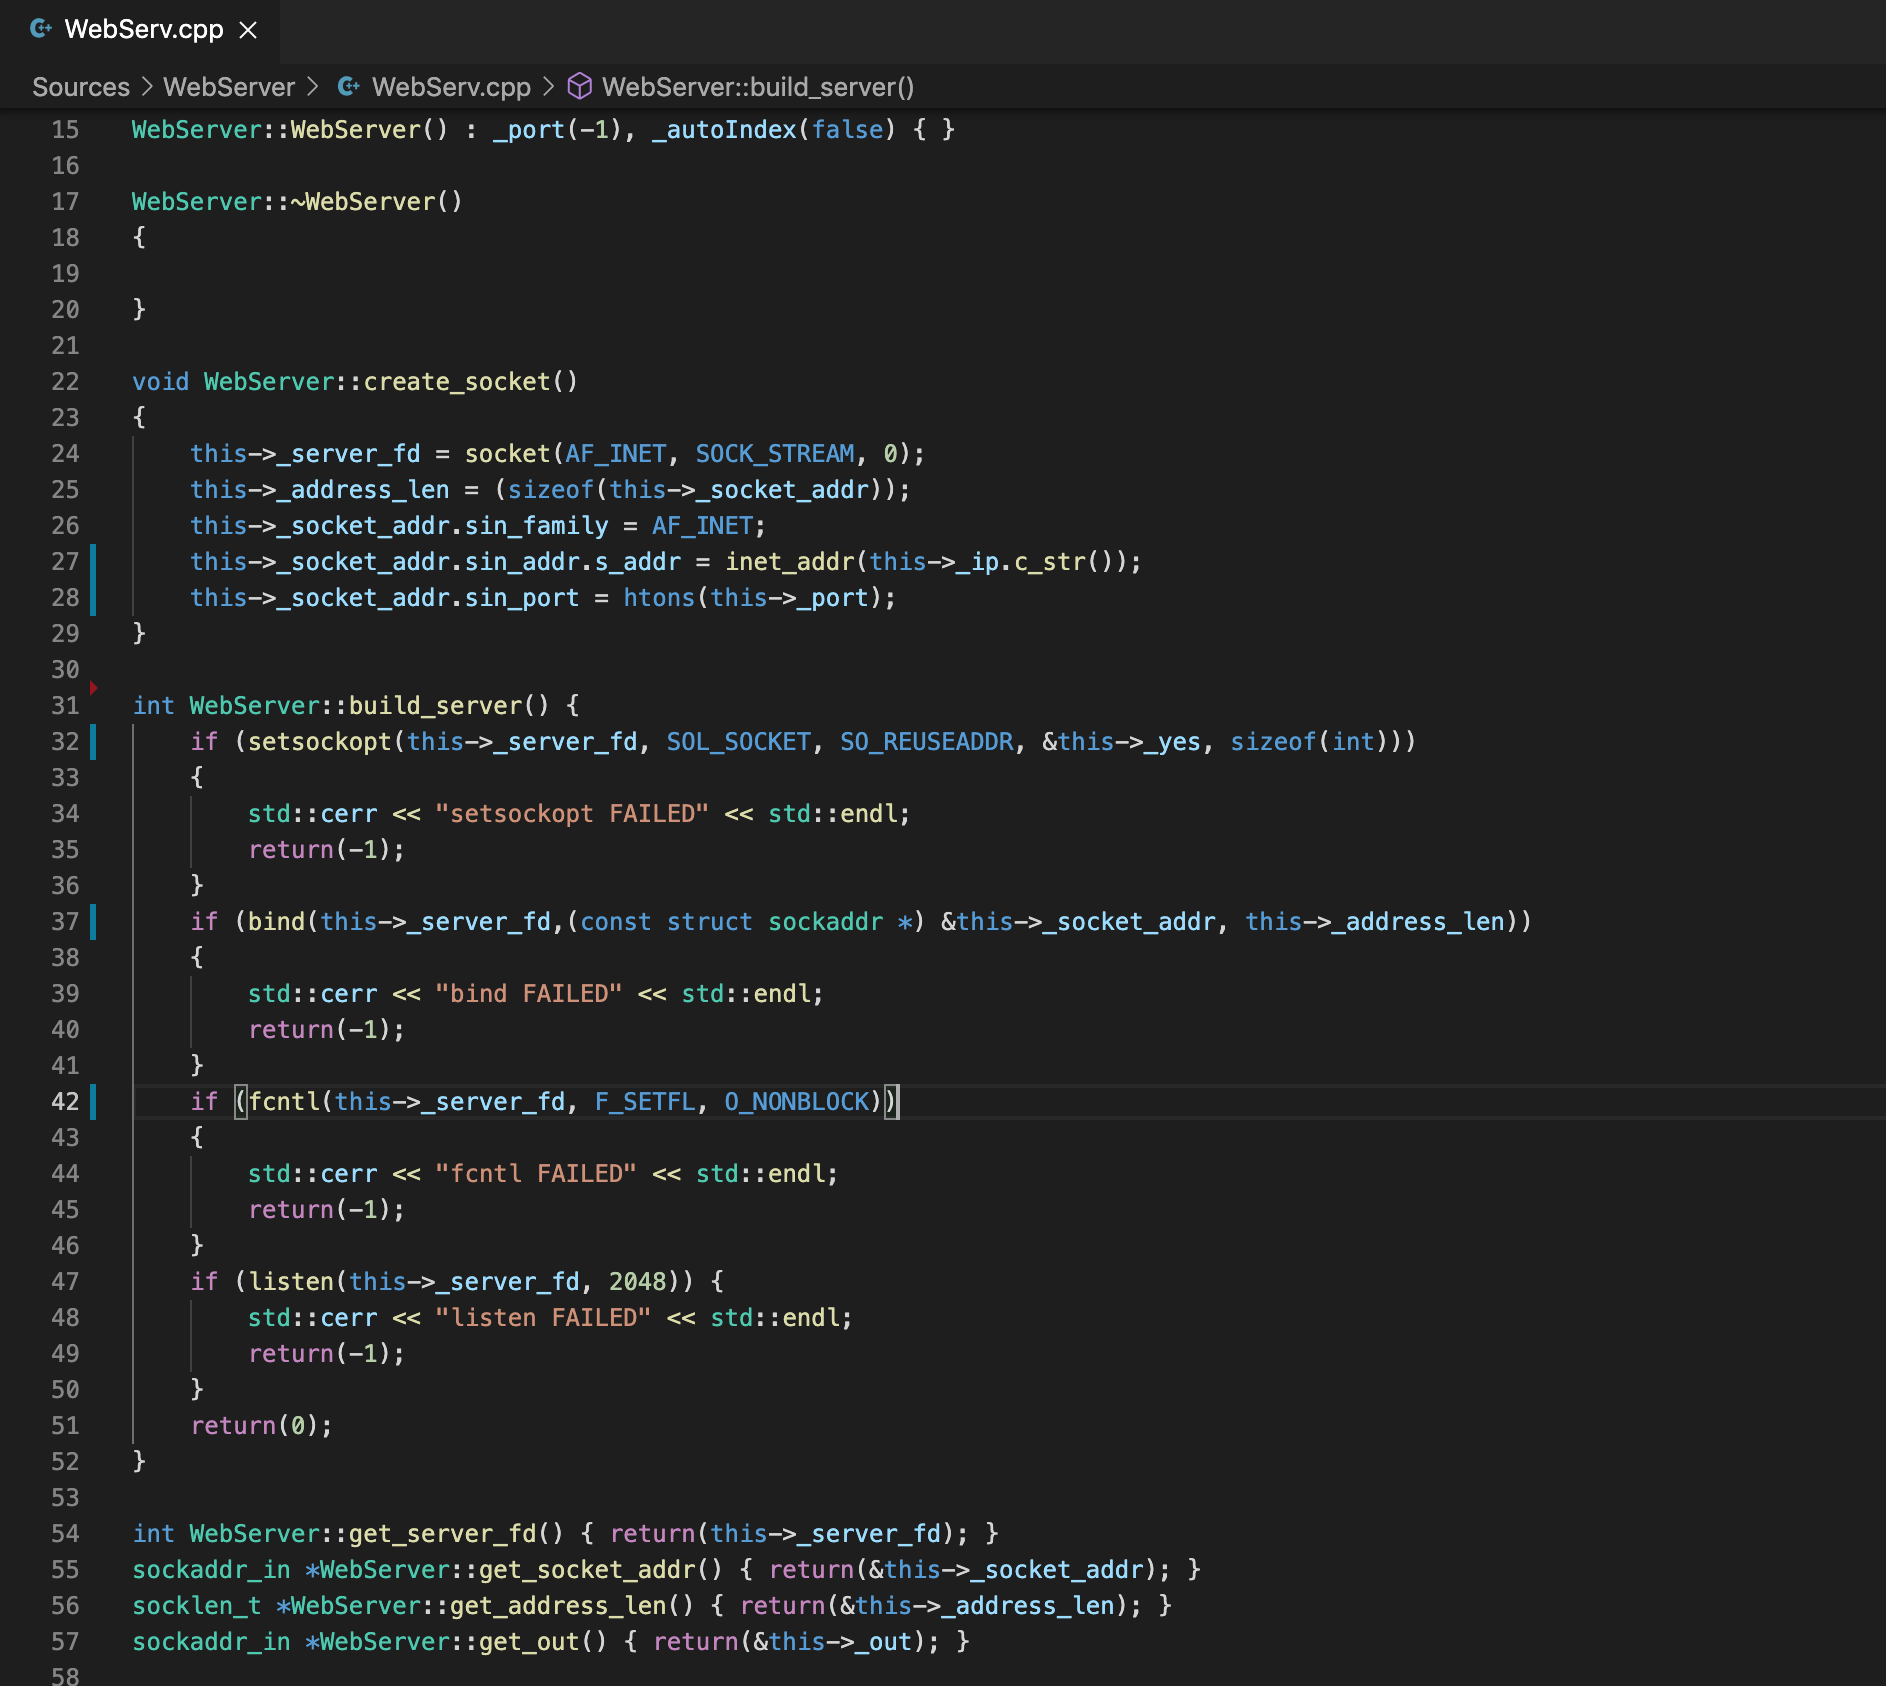 WebServ.cpp
Sources > WebServer > WebServ.cpp > WebServer::build_server()
15 WebServer::WebServer() : _port(-1), _autoIndex(false) { }
16
17 WebServer::~WebServer()
18 {
19
20 }
21
22 void WebServer::create_socket()
23 {
24     this->_server_fd = socket(AF_INET, SOCK_STREAM, 0);
25     this->_address_len = (sizeof(this->_socket_addr));
26     this->_socket_addr.sin_family = AF_INET;
27     this->_socket_addr.sin_addr.s_addr = inet_addr(this->_ip.c_str());
28     this->_socket_addr.sin_port = htons(this->_port);
29 }
30
31 int WebServer::build_server() {
32     if (setsockopt(this->_server_fd, SOL_SOCKET, SO_REUSEADDR, &this->_yes, sizeof(int)))
33     {
34         std::cerr << "setsockopt FAILED" << std::endl;
35         return(-1);
36     }
37     if (bind(this->_server_fd,(const struct sockaddr *) &this->_socket_addr, this->_address_len))
38     {
39         std::cerr << "bind FAILED" << std::endl;
40         return(-1);
41     }
42     if (fcntl(this->_server_fd, F_SETFL, O_NONBLOCK))
43     {
44         std::cerr << "fcntl FAILED" << std::endl;
45         return(-1);
46     }
47     if (listen(this->_server_fd, 2048)) {
48         std::cerr << "listen FAILED" << std::endl;
49         return(-1);
50     }
51     return(0);
52 }
53
54 int WebServer::get_server_fd() { return(this->_server_fd); }
55 sockaddr_in *WebServer::get_socket_addr() { return(&this->_socket_addr); }
56 socklen_t *WebServer::get_address_len() { return(&this->_address_len); }
57 sockaddr_in *WebServer::get_out() { return(&this->_out); }
58